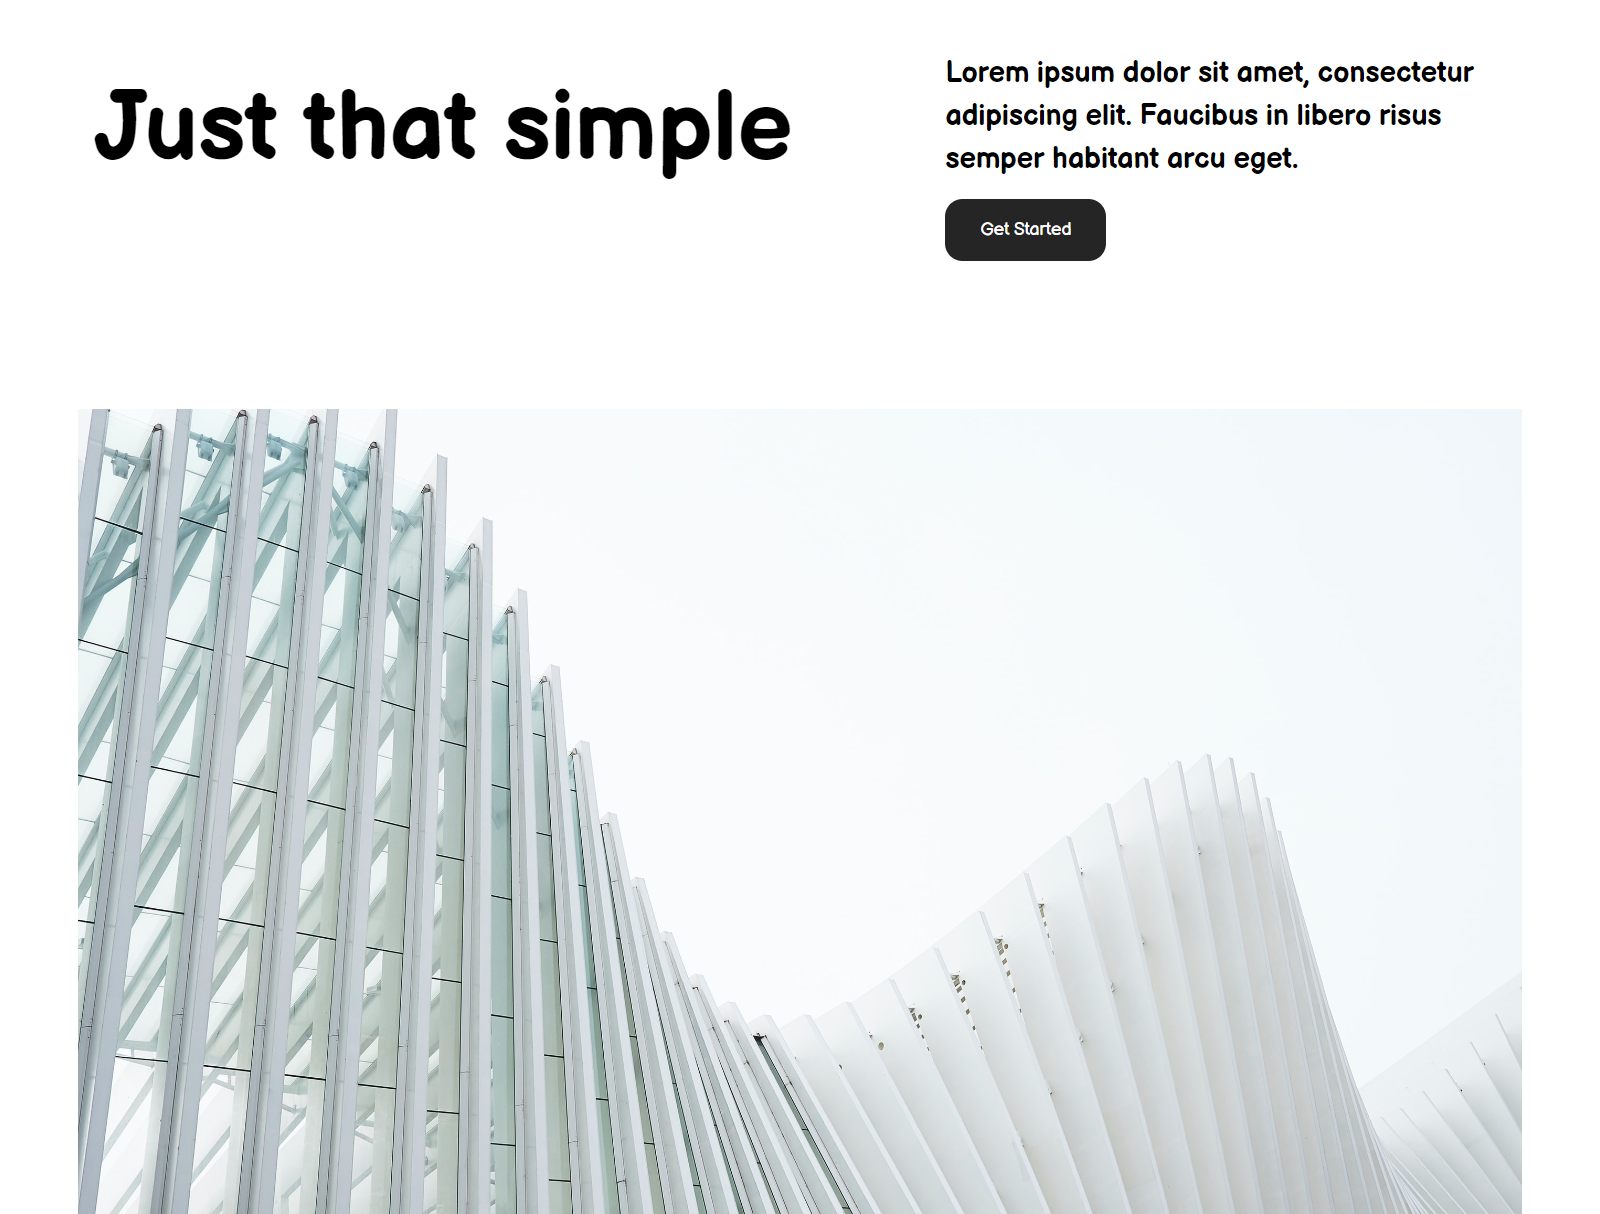 Just that simple
Lorem ipsum dolor sit amet, consectetur
adipiscing elit. Faucibus in libero risus
semper habitant arcu eget.
Get Started